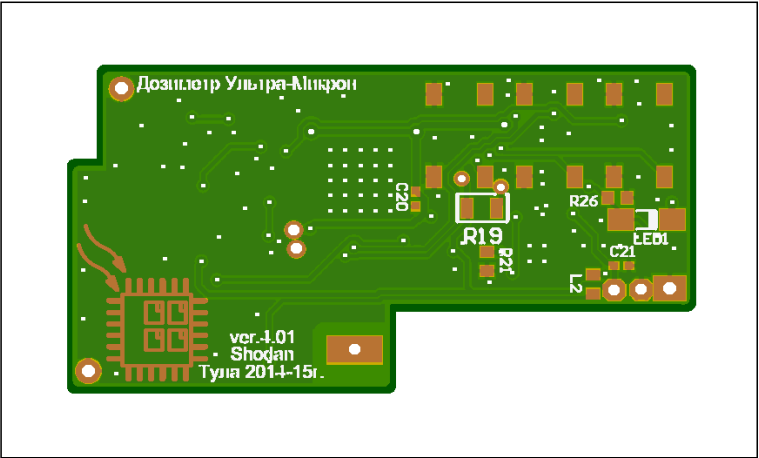 Дозиметр Ультра-Микрон
C20
R26
R19
LED1
R21
C21
L2
ver.4.01
Shodan
Тула 2014-15г.